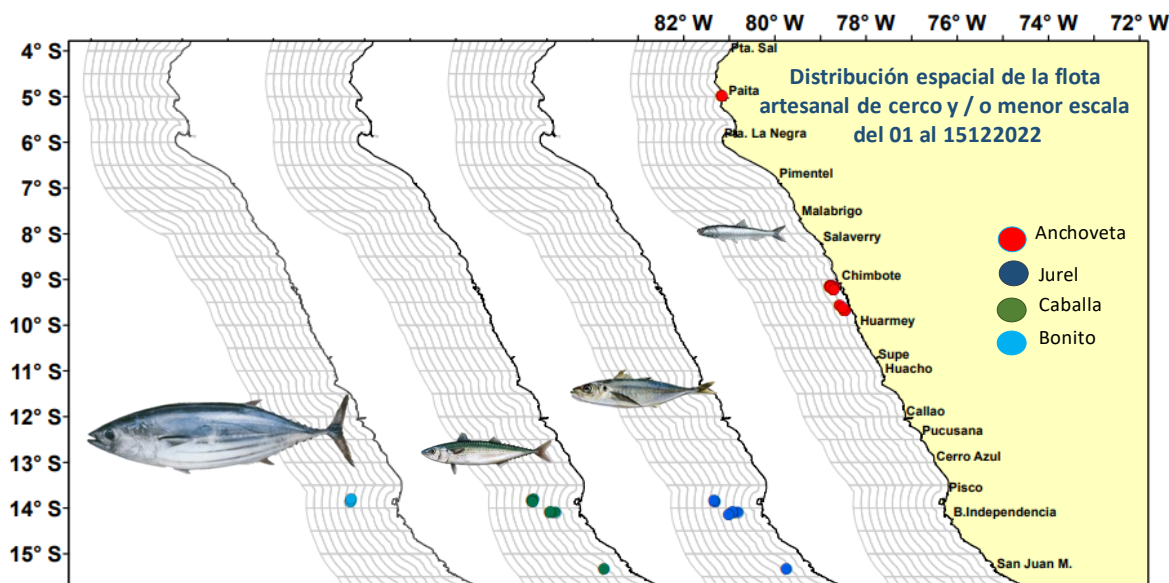 82° W 80° W 78° W 76° W 74° W 72° W
4° S
5° S
6° S
7° S
8° S
9° S
10° S
11° S
12° S
13° S
14° S
15° S
Distribución espacial de la flota
artesanal de cerco y / o menor escala
del 01 al 15122022
Pta. Sal
Paita
Pta. La Negra
Pimentel
Malabrigo
Salaverry
Chimbote
Huarmey
Supe
Huacho
Callao
Pucusana
Cerro Azul
Pisco
B.Independencia
San Juan M.
Anchoveta
Jurel
Caballa
Bonito